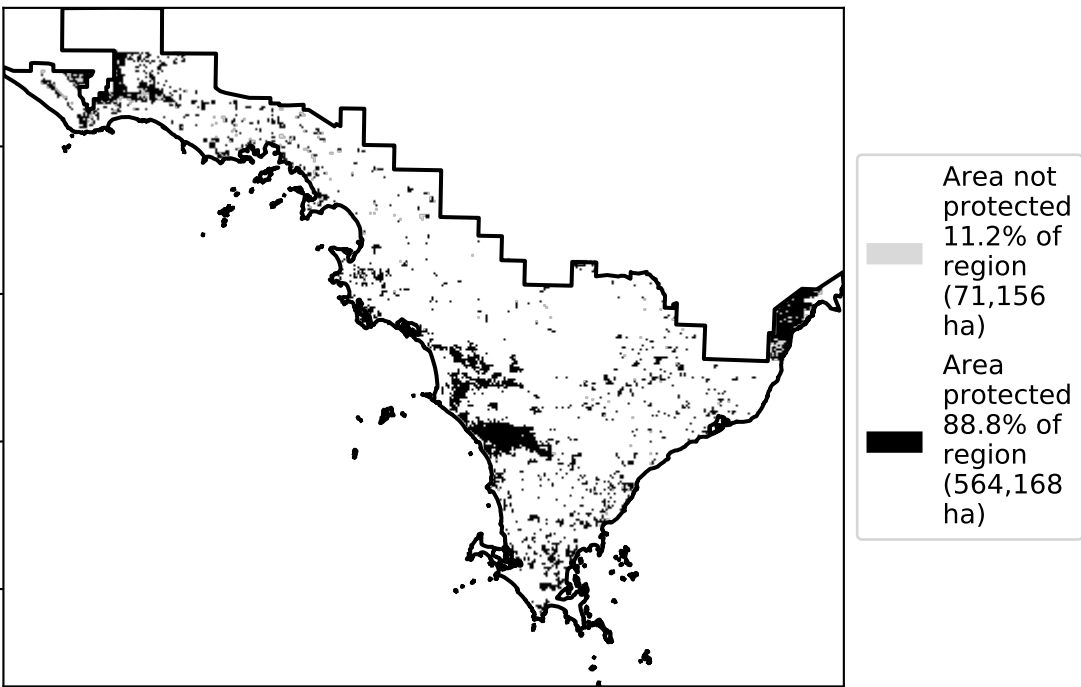 Area not
protected
11.2% of
region
(71,156
ha)
Area
protected
88.8% of
region
(564,168
ha)